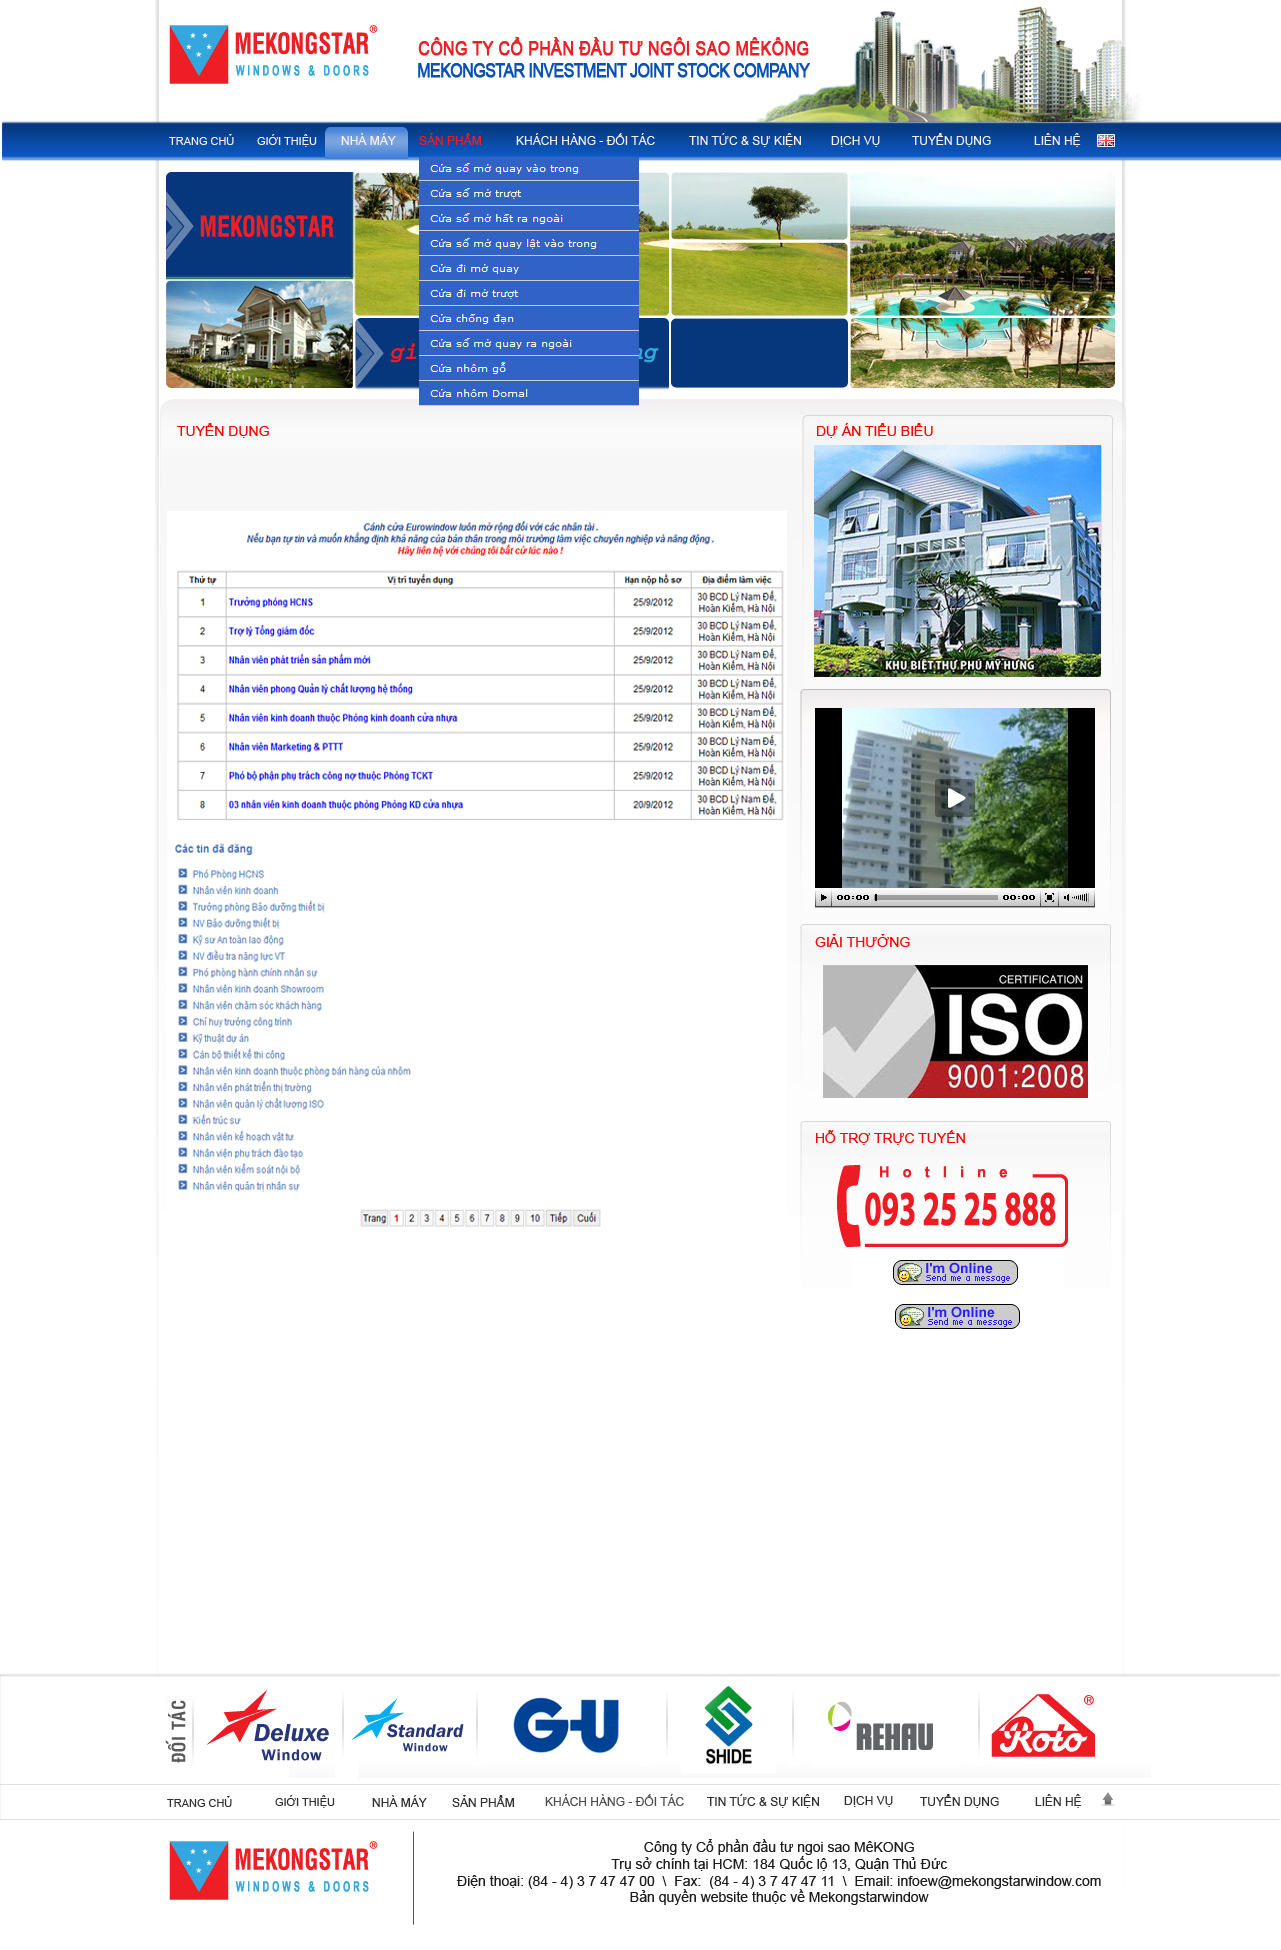 MEKONGSTAR®
WINDOWS & DOORS
CÔNG TY CỔ PHẦN ĐẦU TƯ NGÔI SAO MÊKÔNG
MEKONGSTAR INVESTMENT JOINT STOCK COMPANY
TRANG CHỦ GIỚI THIỆU NHÀ MÁY SẢN PHẨM KHÁCH HÀNG - ĐỐI TÁC TIN TỨC & SỰ KIỆN DỊCH VỤ TUYỂN DỤNG LIÊN HỆ
Cửa sổ mở quay vào trong
Cửa sổ mở trượt
Cửa sổ mở hất ra ngoài
Cửa sổ mở quay lật vào trong
Cửa đi mở quay
Cửa đi mở trượt
Cửa chống đạn
Cửa sổ mở quay ra ngoài
Cửa nhôm gỗ
Cửa nhôm Domal
MEKONGSTAR
TUYỂN DỤNG
Cánh cửa Eurowindow luôn mở rộng đối với các nhân tài .
Nếu bạn tự tin và muốn khẳng định khả năng của bản thân trong môi trường làm việc chuyên nghiệp và năng động .
Hãy liên hệ với chúng tôi bất cứ lúc nào !
Thứ tự Vị trí tuyển dụng Hạn nộp hồ sơ Địa điểm làm việc
1 Trưởng phòng HCNS 25/9/2012 30 BCD Lý Nam Đế, Hoàn Kiếm, Hà Nội
2 Trợ lý Tổng giám đốc 25/9/2012 30 BCD Lý Nam Đế, Hoàn Kiếm, Hà Nội
3 Nhân viên phát triển sản phẩm mới 25/9/2012 30 BCD Lý Nam Đế, Hoàn Kiếm, Hà Nội
4 Nhân viên phong Quản lý chất lượng hệ thống 25/9/2012 30 BCD Lý Nam Đế, Hoàn Kiếm, Hà Nội
5 Nhân viên kinh doanh thuộc Phòng kinh doanh cửa nhựa 25/9/2012 30 BCD Lý Nam Đế, Hoàn Kiếm, Hà Nội
6 Nhân viên Marketing & PTTT 25/9/2012 30 BCD Lý Nam Đế, Hoàn Kiếm, Hà Nội
7 Phó bộ phận phụ trách công nợ thuộc Phòng TCKT 25/9/2012 30 BCD Lý Nam Đế, Hoàn Kiếm, Hà Nội
8 03 nhân viên kinh doanh thuộc phòng Phòng KD cửa nhựa 20/9/2012 30 BCD Lý Nam Đế, Hoàn Kiếm, Hà Nội
Các tin đã đăng
Phó Phòng HCNS
Nhân viên kinh doanh
Trưởng phòng Bảo dưỡng thiết bị
NV Bảo dưỡng thiết bị
Kỹ sư An toàn lao động
NV điều tra năng lực VT
Phó phòng hành chính nhân sự
Nhân viên kinh doanh Showroom
Nhân viên chăm sóc khách hàng
Chỉ huy trưởng công trình
Kỹ thuật dự án
Cán bộ thiết kế thi công
Nhân viên kinh doanh thuộc phòng bán hàng cửa nhôm
Nhân viên phát triển thị trường
Nhân viên quản lý chất lượng ISO
Kiến trúc sư
Nhân viên kế hoạch vật tư
Nhân viện phụ trách đào tạo
Nhân viên kiểm soát nội bộ
Nhân viên quản trị nhân sự
Trang 1 2 3 4 5 6 7 8 9 10 Tiếp Cuối
DỰ ÁN TIÊU BIỂU
KHU BIỆT THỰ PHÚ MỸ HƯNG
00:00 00:00
GIẢI THƯỞNG
CERTIFICATION
ISO
9001:2008
HỖ TRỢ TRỰC TUYẾN
Hotline
093 25 25 888
I'm Online
Send me a message
I'm Online
Send me a message
ĐỐI TÁC
Deluxe
Window
Standard
Window
G-U
SHIDE
REHAU
Roto®
TRANG CHỦ GIỚI THIỆU NHÀ MÁY SẢN PHẨM KHÁCH HÀNG - ĐỐI TÁC TIN TỨC & SỰ KIỆN DỊCH VỤ TUYỂN DỤNG LIÊN HỆ
MEKONGSTAR®
WINDOWS & DOORS
Công ty Cổ phần đầu tư ngoi sao MêKONG
Trụ sở chính tại HCM: 184 Quốc lộ 13, Quận Thủ Đức
Điện thoại: (84 - 4) 3 7 47 47 00 \ Fax: (84 - 4) 3 7 47 47 11 \ Email: infoew@mekongstarwindow.com
Bản quyền website thuộc về Mekongstarwindow